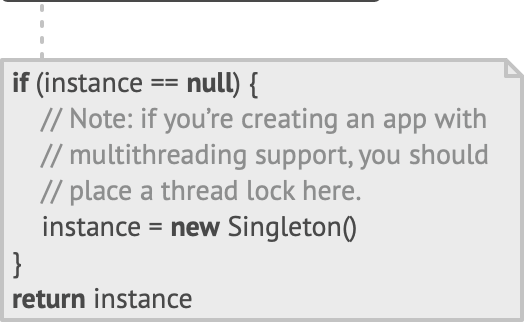 if (instance == null) {
// Note: if you’re creating an app with
// multithreading support, you should
// place a thread lock here.
instance = new Singleton()
}
return instance